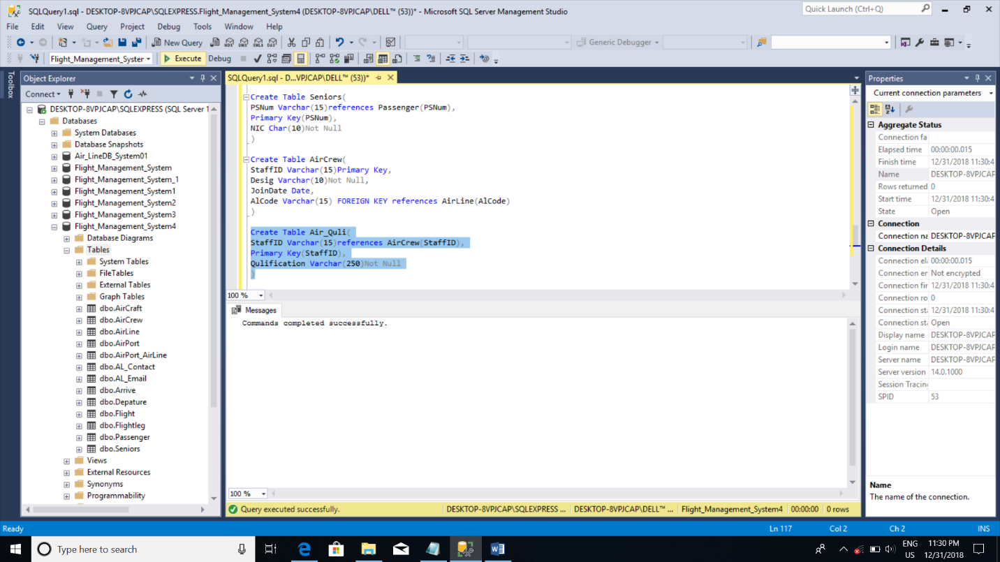 SQLQuery1.sql - DESKTOP-8VPJCAP\SQLEXPRESS.Flight_Management_System4 (DESKTOP-8VPJCAP\DELL™ (53))* - Microsoft SQL Server Management Studio
Quick Launch (Ctrl+Q)
File Edit View Query Project Debug Tools Window Help
New Query MDX DMX XMLA DAX Generic Debugger
Flight_Management_Syster Execute Debug
Toolbox
Object Explorer
Connect
DESKTOP-8VPJCAP\SQLEXPRESS (SQL Server 1
Databases
System Databases
Database Snapshots
Air_LineDB_System01
Flight_Management_System
Flight_Management_System_1
Flight_Management_System1
Flight_Management_System2
Flight_Management_System3
Flight_Management_System4
Database Diagrams
Tables
System Tables
FileTables
External Tables
Graph Tables
dbo.AirCraft
dbo.AirCrew
dbo.AirLine
dbo.AirPort
dbo.AirPort_AirLine
dbo.AL_Contact
dbo.AL_Email
dbo.Arrive
dbo.Depature
dbo.Flight
dbo.Flightleg
dbo.Passenger
dbo.Seniors
Views
External Resources
Synonyms
Programmability
SQLQuery1.sql - D...VPJCAP\DELL™ (53))*
Create Table Seniors(
PSNum Varchar(15)references Passenger(PSNum),
Primary Key(PSNum),
NIC Char(10)Not Null
)
Create Table AirCrew(
StaffID Varchar(15)Primary Key,
Desig Varchar(10)Not Null,
JoinDate Date,
AlCode Varchar(15) FOREIGN KEY references AirLine(AlCode)
)
Create Table Air_Quli(
StaffID Varchar(15)references AirCrew(StaffID),
Primary Key(StaffID),
Qulification Varchar(250)Not Null
)
100 %
Messages
Commands completed successfully.
100 %
Query executed successfully. DESKTOP-8VPJCAP\SQLEXPRESS ... DESKTOP-8VPJCAP\DELL™ ... Flight_Management_System4 00:00:00 0 rows
Properties
Current connection parameters
Aggregate Status
Connection fa
Elapsed time 00:00:00.015
Finish time 12/31/2018 11:30:4
Name DESKTOP-8VPJCAP
Rows returned 0
Start time 12/31/2018 11:30:4
State Open
Connection
Connection na DESKTOP-8VPJCAP
Connection Details
Connection el 00:00:00.015
Connection er Not encrypted
Connection fir 12/31/2018 11:30:4
Connection ro 0
Connection st 12/31/2018 11:30:4
Connection st Open
Display name DESKTOP-8VPJCAP
Login name DESKTOP-8VPJCAP
Server name DESKTOP-8VPJCAP
Server version 14.0.1000
Session Tracin
SPID 53
Name
The name of the connection.
Ready Ln 117 Col 2 Ch 2 INS
Type here to search
ENG
US
11:30 PM
12/31/2018